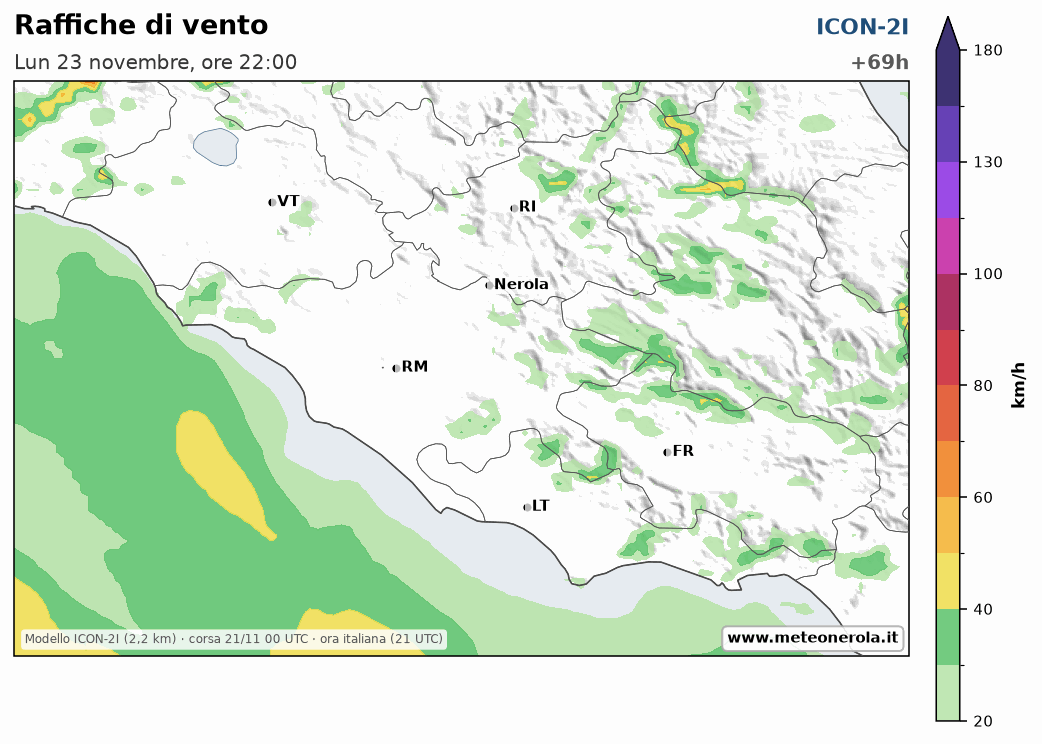 Raffiche di vento
ICON-2I
Lun 23 novembre, ore 22:00
+69h
VT
RI
Nerola
RM
FR
LT
Modello ICON-2I (2,2 km) · corsa 21/11 00 UTC · ora italiana (21 UTC)
www.meteonerola.it
180
130
100
80
60
40
20
km/h